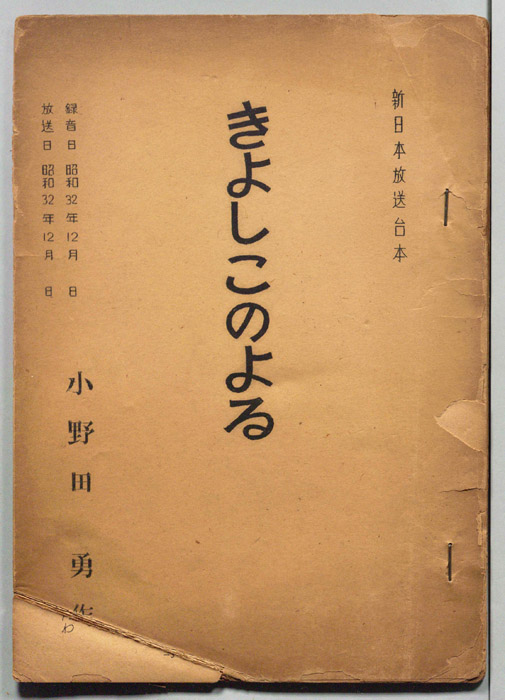 新日本放送台本
きよしこのよる
録音日 昭和32年12月 日
放送日 昭和32年12月 日
小野田 勇